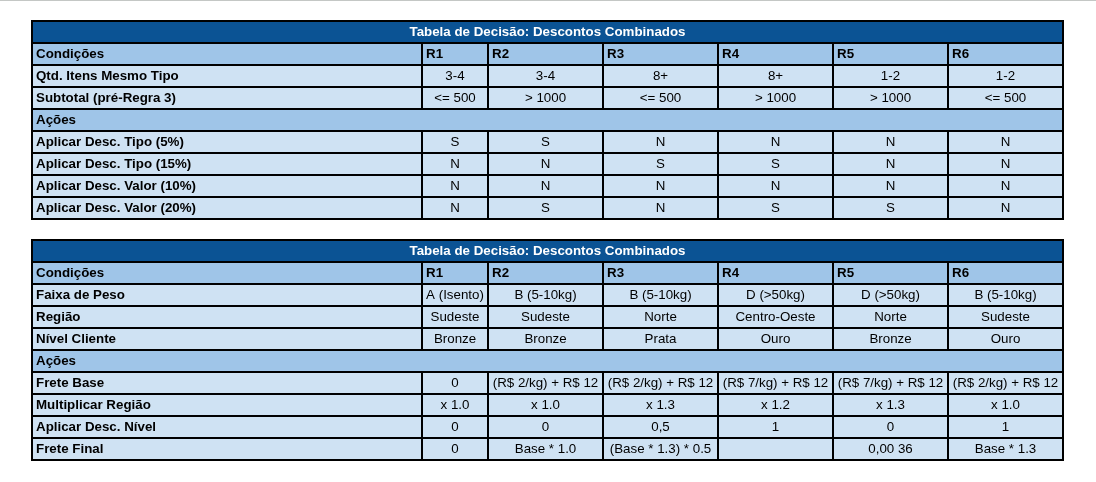 Tabela de Decisão: Descontos Combinados
Condições R1 R2 R3 R4 R5 R6
Qtd. Itens Mesmo Tipo 3-4 3-4 8+ 8+ 1-2 1-2
Subtotal (pré-Regra 3) <= 500 > 1000 <= 500 > 1000 > 1000 <= 500
Ações
Aplicar Desc. Tipo (5%) S S N N N N
Aplicar Desc. Tipo (15%) N N S S N N
Aplicar Desc. Valor (10%) N N N N N N
Aplicar Desc. Valor (20%) N S N S S N
Tabela de Decisão: Descontos Combinados
Condições R1 R2 R3 R4 R5 R6
Faixa de Peso A (Isento) B (5-10kg) B (5-10kg) D (>50kg) D (>50kg) B (5-10kg)
Região Sudeste Sudeste Norte Centro-Oeste Norte Sudeste
Nível Cliente Bronze Bronze Prata Ouro Bronze Ouro
Ações
Frete Base 0 (R$ 2/kg) + R$ 12 (R$ 2/kg) + R$ 12 (R$ 7/kg) + R$ 12 (R$ 7/kg) + R$ 12 (R$ 2/kg) + R$ 12
Multiplicar Região x 1.0 x 1.0 x 1.3 x 1.2 x 1.3 x 1.0
Aplicar Desc. Nível 0 0 0,5 1 0 1
Frete Final 0 Base * 1.0 (Base * 1.3) * 0.5 0,00 36 Base * 1.3